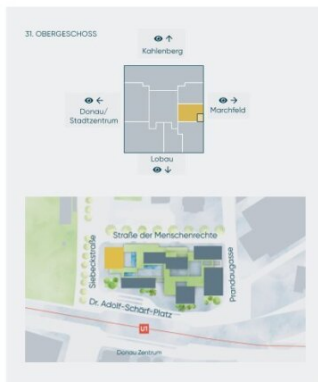 31. OBERGESCHOSS
Kahlenberg
Donau/
Stadtzentrum
Marchfeld
Lobau
Straße der Menschenrechte
Siebeckstraße
Prandaugasse
Dr. Adolf-Schärf-Platz
U1
Donau Zentrum